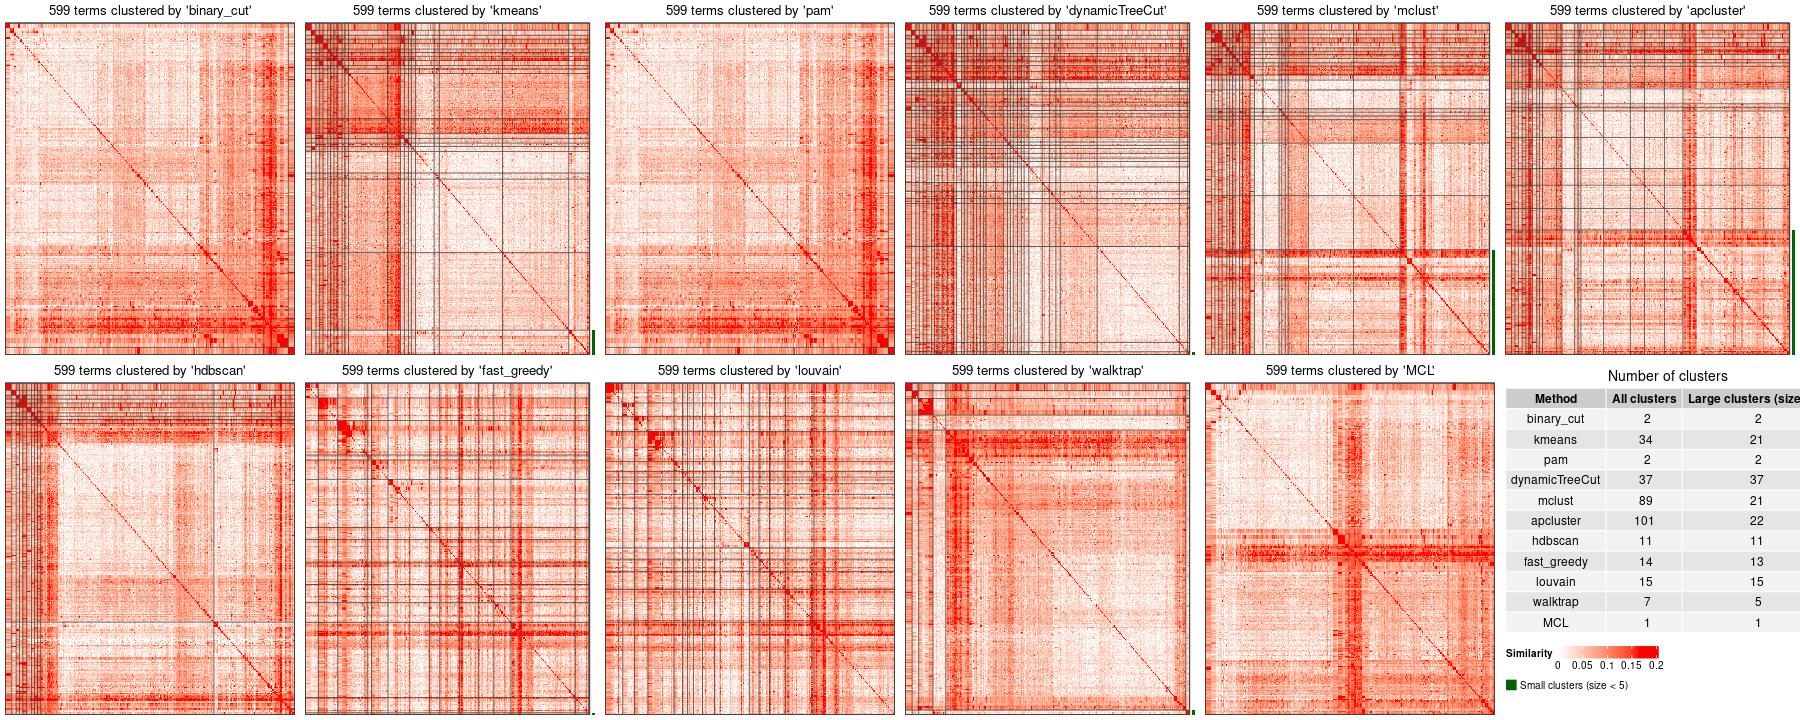 599 terms clustered by 'binary_cut'
599 terms clustered by 'kmeans'
599 terms clustered by 'pam'
599 terms clustered by 'dynamicTreeCut'
599 terms clustered by 'mclust'
599 terms clustered by 'apcluster'
599 terms clustered by 'hdbscan'
599 terms clustered by 'fast_greedy'
599 terms clustered by 'louvain'
599 terms clustered by 'walktrap'
599 terms clustered by 'MCL'
Number of clusters
Method All clusters Large clusters (size
binary_cut 2 2
kmeans 34 21
pam 2 2
dynamicTreeCut 37 37
mclust 89 21
apcluster 101 22
hdbscan 11 11
fast_greedy 14 13
louvain 15 15
walktrap 7 5
MCL 1 1
Similarity
0 0.05 0.1 0.15 0.2
Small clusters (size < 5)